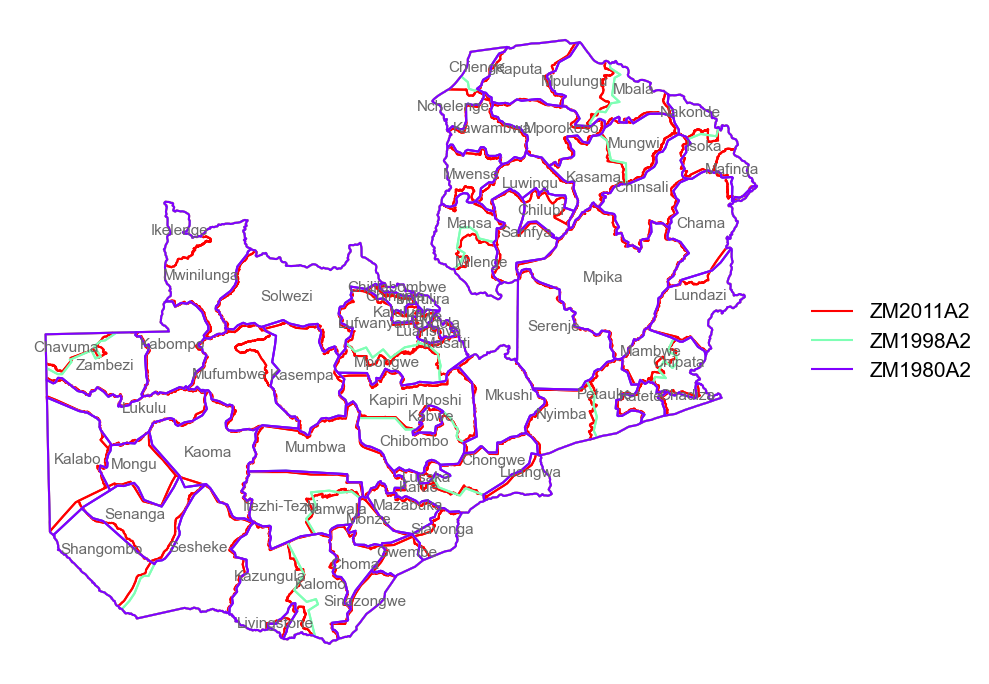 Chienge
Kaputa
Mpulungu
Mbala
Nchelenge
Nakonde
Kawambwa
Mporokoso
Mungwi
Isoka
Mafinga
Mwense
Luwingu
Kasama
Chinsali
Chilubi
Mansa
Samfya
Chama
Ikelenge
Milenge
Mwinilunga
Mpika
Solwezi
Chililabombwe
Lundazi
Mufulira
Lufwanyama
Serenje
Luanshya
Masaiti
Chavuma
Kabompo
Zambezi
Mpongwe
Mambwe
Chipata
Mufumbwe
Kasempa
Mkushi
Petauke
Katete
Chadiza
Kapiri Mposhi
Lukulu
Kabwe
Nyimba
Chibombo
Mumbwa
Kaoma
Kalabo
Mongu
Chongwe
Luangwa
Lusaka
Kafue
Itezhi-Tezhi
Namwala
Mazabuka
Monze
Senanga
Siavonga
Shangombo
Sesheke
Gwembe
Choma
Kazungula
Kalomo
Sinazongwe
Livingstone
ZM2011A2
ZM1998A2
ZM1980A2